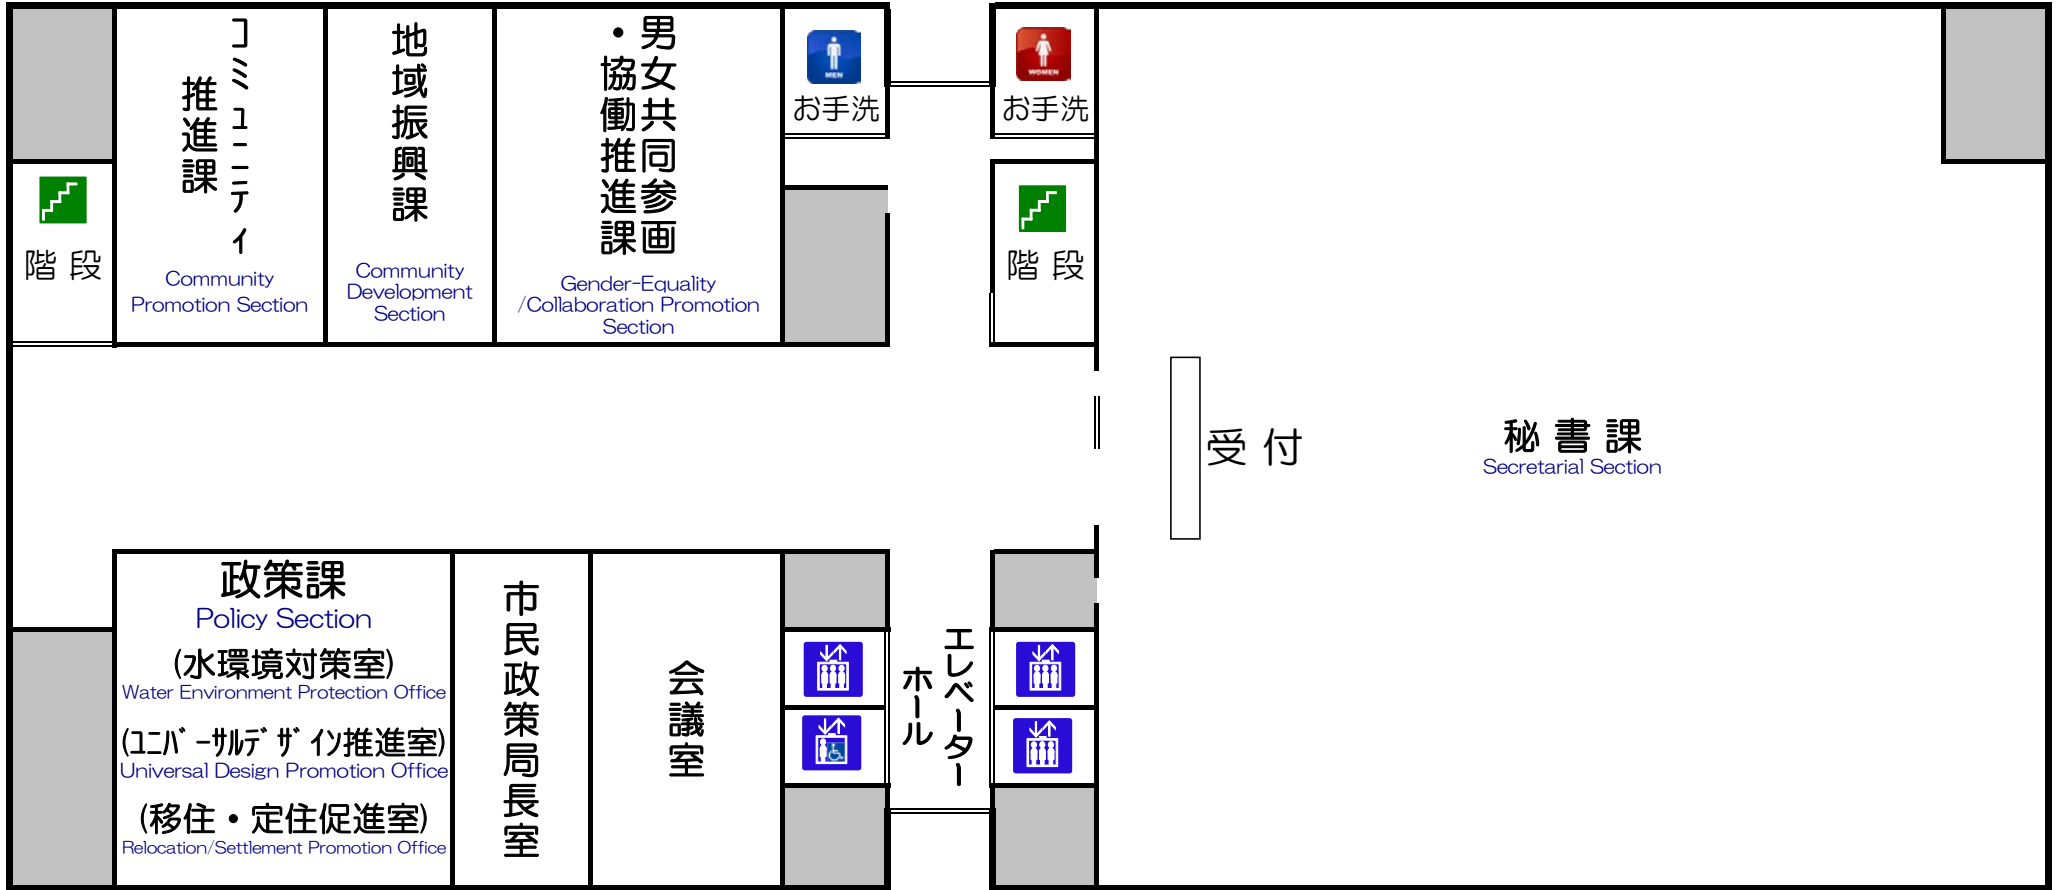 コミュニティ
推進課
Community
Promotion Section
地域振興課
Community
Development
Section
男女共同参画
・協働推進課
Gender-Equality
/Collaboration Promotion
Section
MEN
お手洗
WOMEN
お手洗
階段
階段
受付
秘書課
Secretarial Section
政策課
Policy Section
(水環境対策室)
Water Environment Protection Office
(ﾕﾆﾊﾞｰｻﾙﾃﾞｻﾞｲﾝ推進室)
Universal Design Promotion Office
(移住・定住促進室)
Relocation/Settlement Promotion Office
市民政策局長室
会議室
エレベーター
ホール